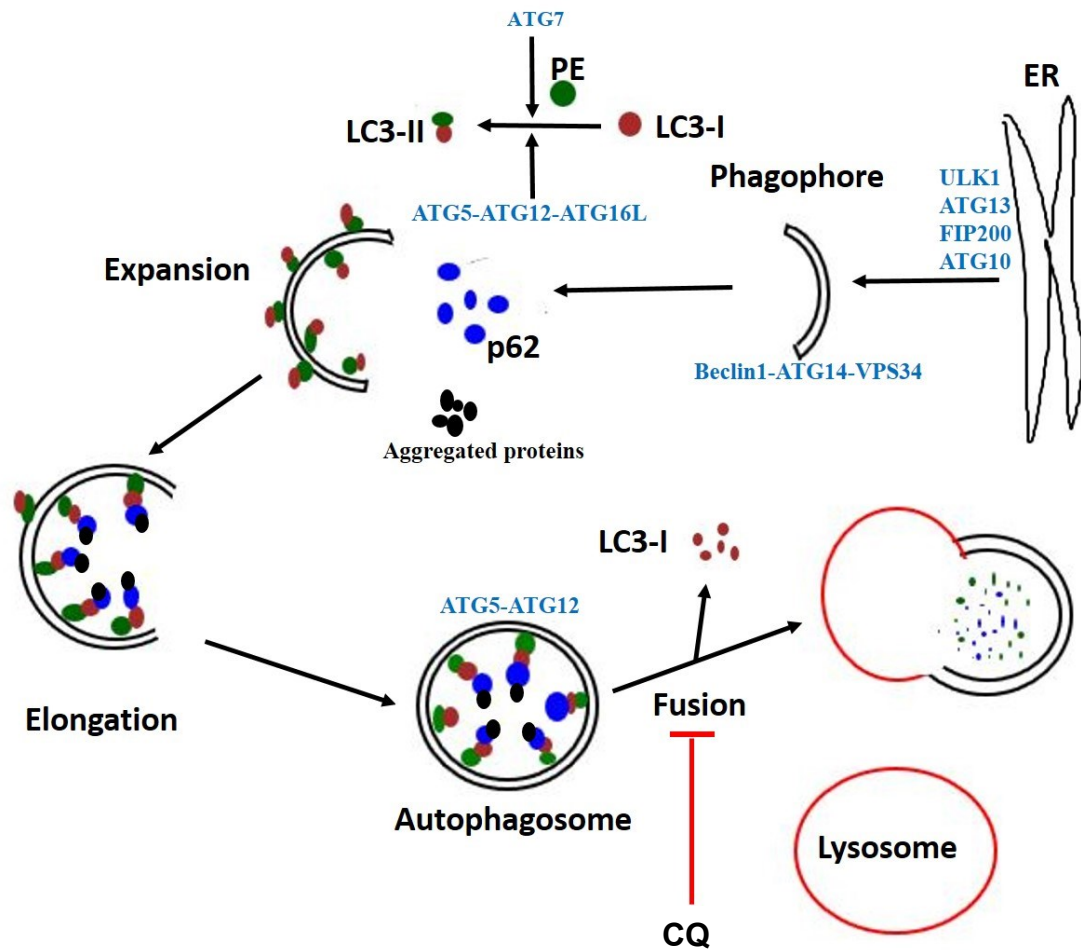 ATG7
PE
ER
LC3-II
LC3-I
Phagophore
ULK1
ATG13
FIP200
ATG10
ATG5-ATG12-ATG16L
Expansion
p62
Beclin1-ATG14-VPS34
Aggregated proteins
LC3-I
ATG5-ATG12
Elongation
Fusion
Autophagosome
Lysosome
CQ